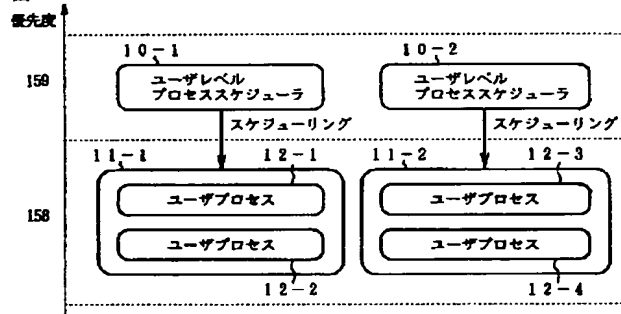 優先度
10-1
10-2
159
ユーザレベル
プロセススケジューラ
ユーザレベル
プロセススケジューラ
スケジューリング
スケジューリング
11-1
12-1
11-2
12-3
158
ユーザプロセス
ユーザプロセス
ユーザプロセス
ユーザプロセス
12-2
12-4